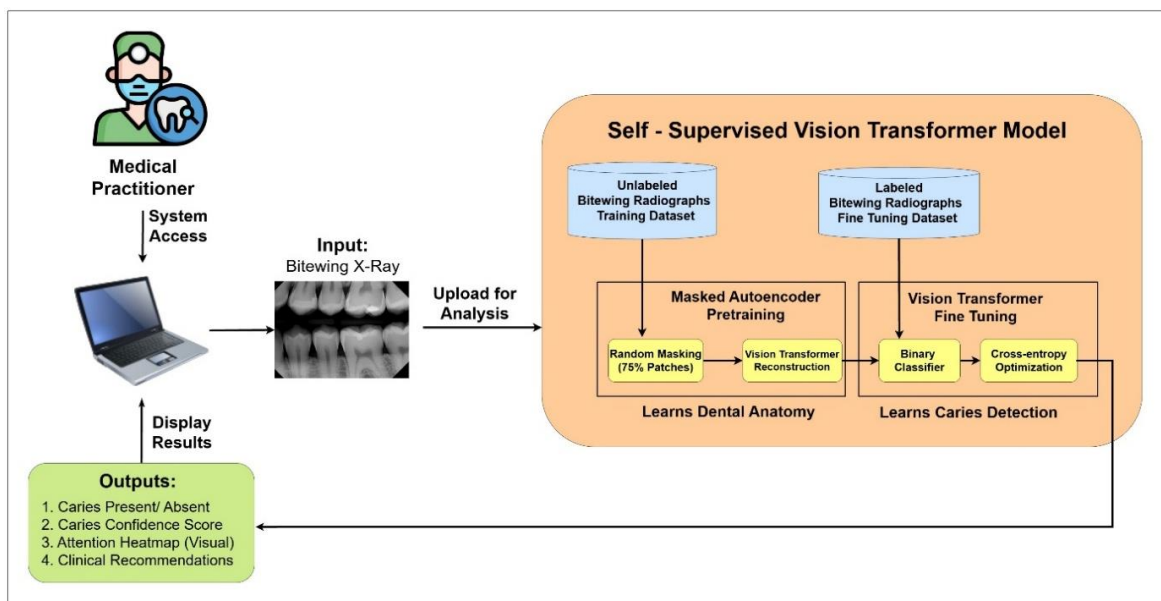 Medical
Practitioner
System
Access
Input:
Bitewing X-Ray
Upload for
Analysis
Self - Supervised Vision Transformer Model
Unlabeled
Bitewing Radiographs
Training Dataset
Labeled
Bitewing Radiographs
Fine Tuning Dataset
Masked Autoencoder
Pretraining
Random Masking
(75% Patches)
Vision Transformer
Reconstruction
Learns Dental Anatomy
Vision Transformer
Fine Tuning
Binary
Classifier
Cross-entropy
Optimization
Learns Caries Detection
Display
Results
Outputs:
1. Caries Present/ Absent
2. Caries Confidence Score
3. Attention Heatmap (Visual)
4. Clinical Recommendations